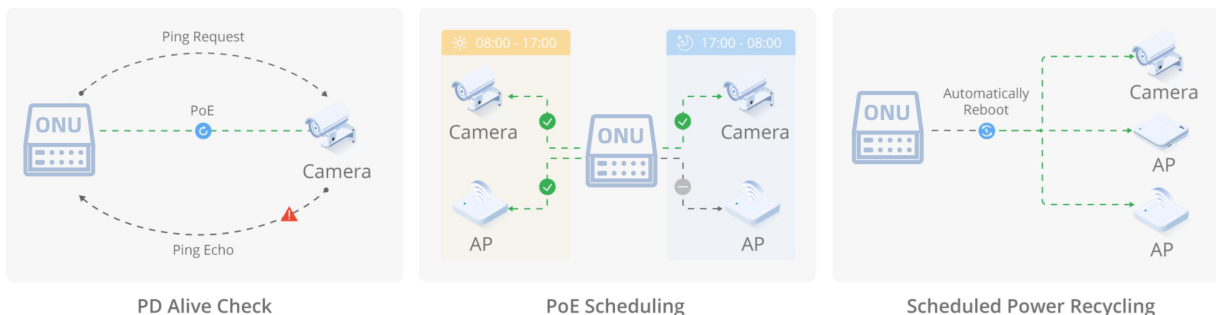 Ping Request
ONU
PoE
Camera
Ping Echo
PD Alive Check
08:00 - 17:00
17:00 - 08:00
Camera
ONU
Camera
AP
AP
PoE Scheduling
ONU
Automatically
Reboot
Camera
AP
AP
Scheduled Power Recycling